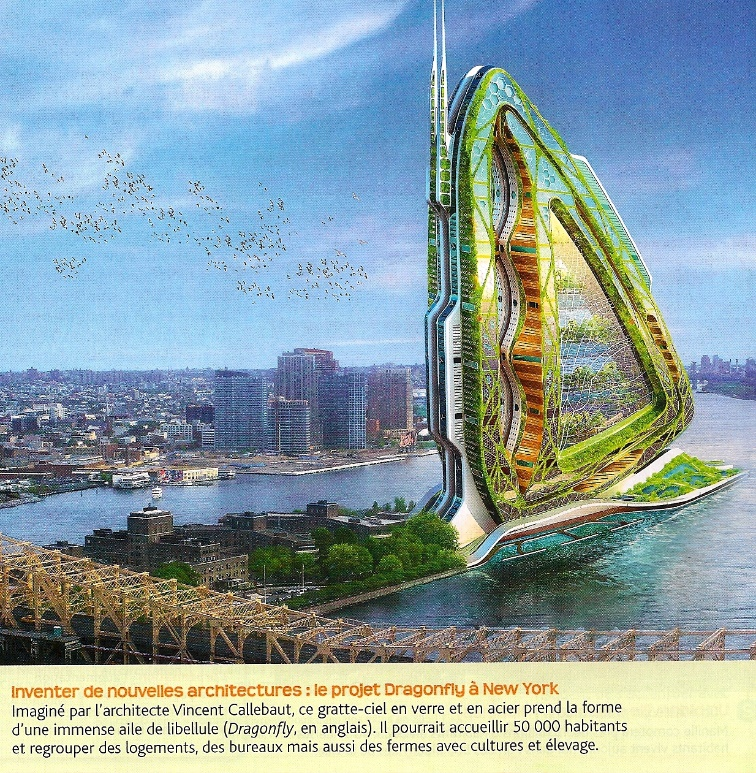 Inventer de nouvelles architectures : le projet Dragonfly à New York
Imaginé par l'architecte Vincent Callebaut, ce gratte-ciel en verre et en acier prend la forme
d'une immense aile de libellule (Dragonfly, en anglais). Il pourrait accueillir 50 000 habitants
et regrouper des logements, des bureaux mais aussi des fermes avec cultures et élevage.